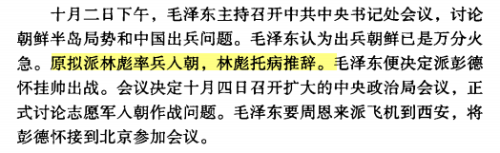 十月二日下午，毛泽东主持召开中共中央书记处会议，讨论
朝鲜半岛局势和中国出兵问题。毛泽东认为出兵朝鲜已是万分火
急。原拟派林彪率兵入朝，林彪托病推辞。毛泽东便决定派彭德
怀挂帅出战。会议决定十月四日召开扩大的中央政治局会议，正
式讨论志愿军入朝作战问题。毛泽东要周恩来派飞机到西安，将
彭德怀接到北京参加会议。